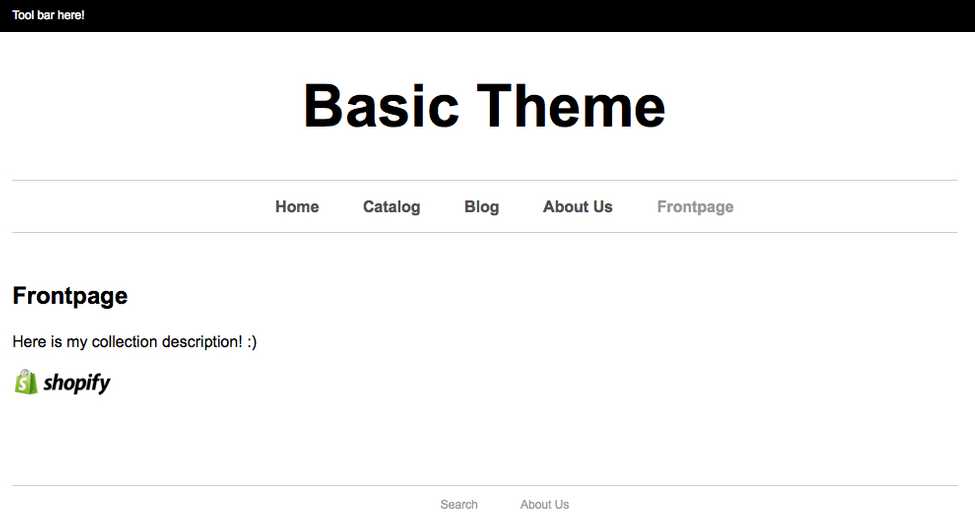 Tool bar here!
Basic Theme
Home Catalog Blog About Us Frontpage
Frontpage
Here is my collection description! :)
shopify
Search About Us